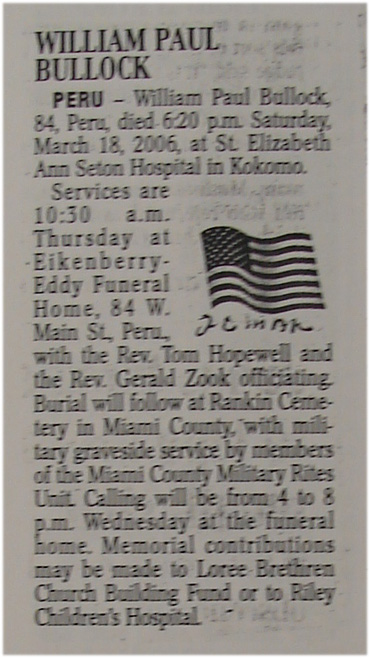 WILLIAM PAUL
BULLOCK
PERU – William Paul Bullock,
84, Peru, died 6:20 p.m. Saturday,
March 18, 2006, at St. Elizabeth
Ann Seton Hospital in Kokomo.
Services are
10:30 a.m.
Thursday at
Eikenberry-
Eddy Funeral
Home, 84 W.
Main St., Peru,
with the Rev. Tom Hopewell and
the Rev. Gerald Zook officiating.
Burial will follow at Rankin Ceme-
tery in Miami County, with mili-
tary graveside service by members
of the Miami County Military Rites
Unit. Calling will be from 4 to 8
p.m. Wednesday at the funeral
home. Memorial contributions
may be made to Loree Brethren
Church Building Fund or to Riley
Children's Hospital.